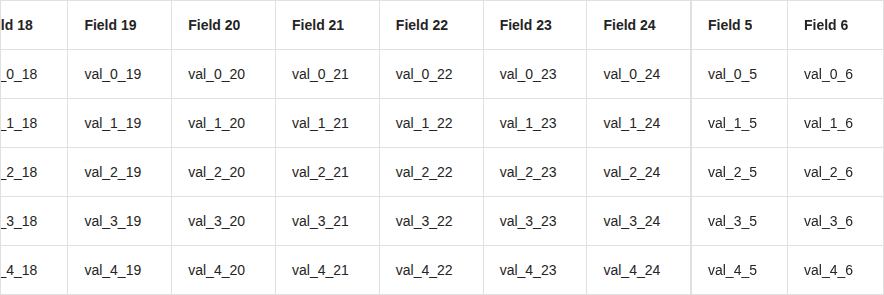 ld 18 Field 19 Field 20 Field 21 Field 22 Field 23 Field 24 Field 5 Field 6
_0_18 val_0_19 val_0_20 val_0_21 val_0_22 val_0_23 val_0_24 val_0_5 val_0_6
_1_18 val_1_19 val_1_20 val_1_21 val_1_22 val_1_23 val_1_24 val_1_5 val_1_6
_2_18 val_2_19 val_2_20 val_2_21 val_2_22 val_2_23 val_2_24 val_2_5 val_2_6
_3_18 val_3_19 val_3_20 val_3_21 val_3_22 val_3_23 val_3_24 val_3_5 val_3_6
_4_18 val_4_19 val_4_20 val_4_21 val_4_22 val_4_23 val_4_24 val_4_5 val_4_6